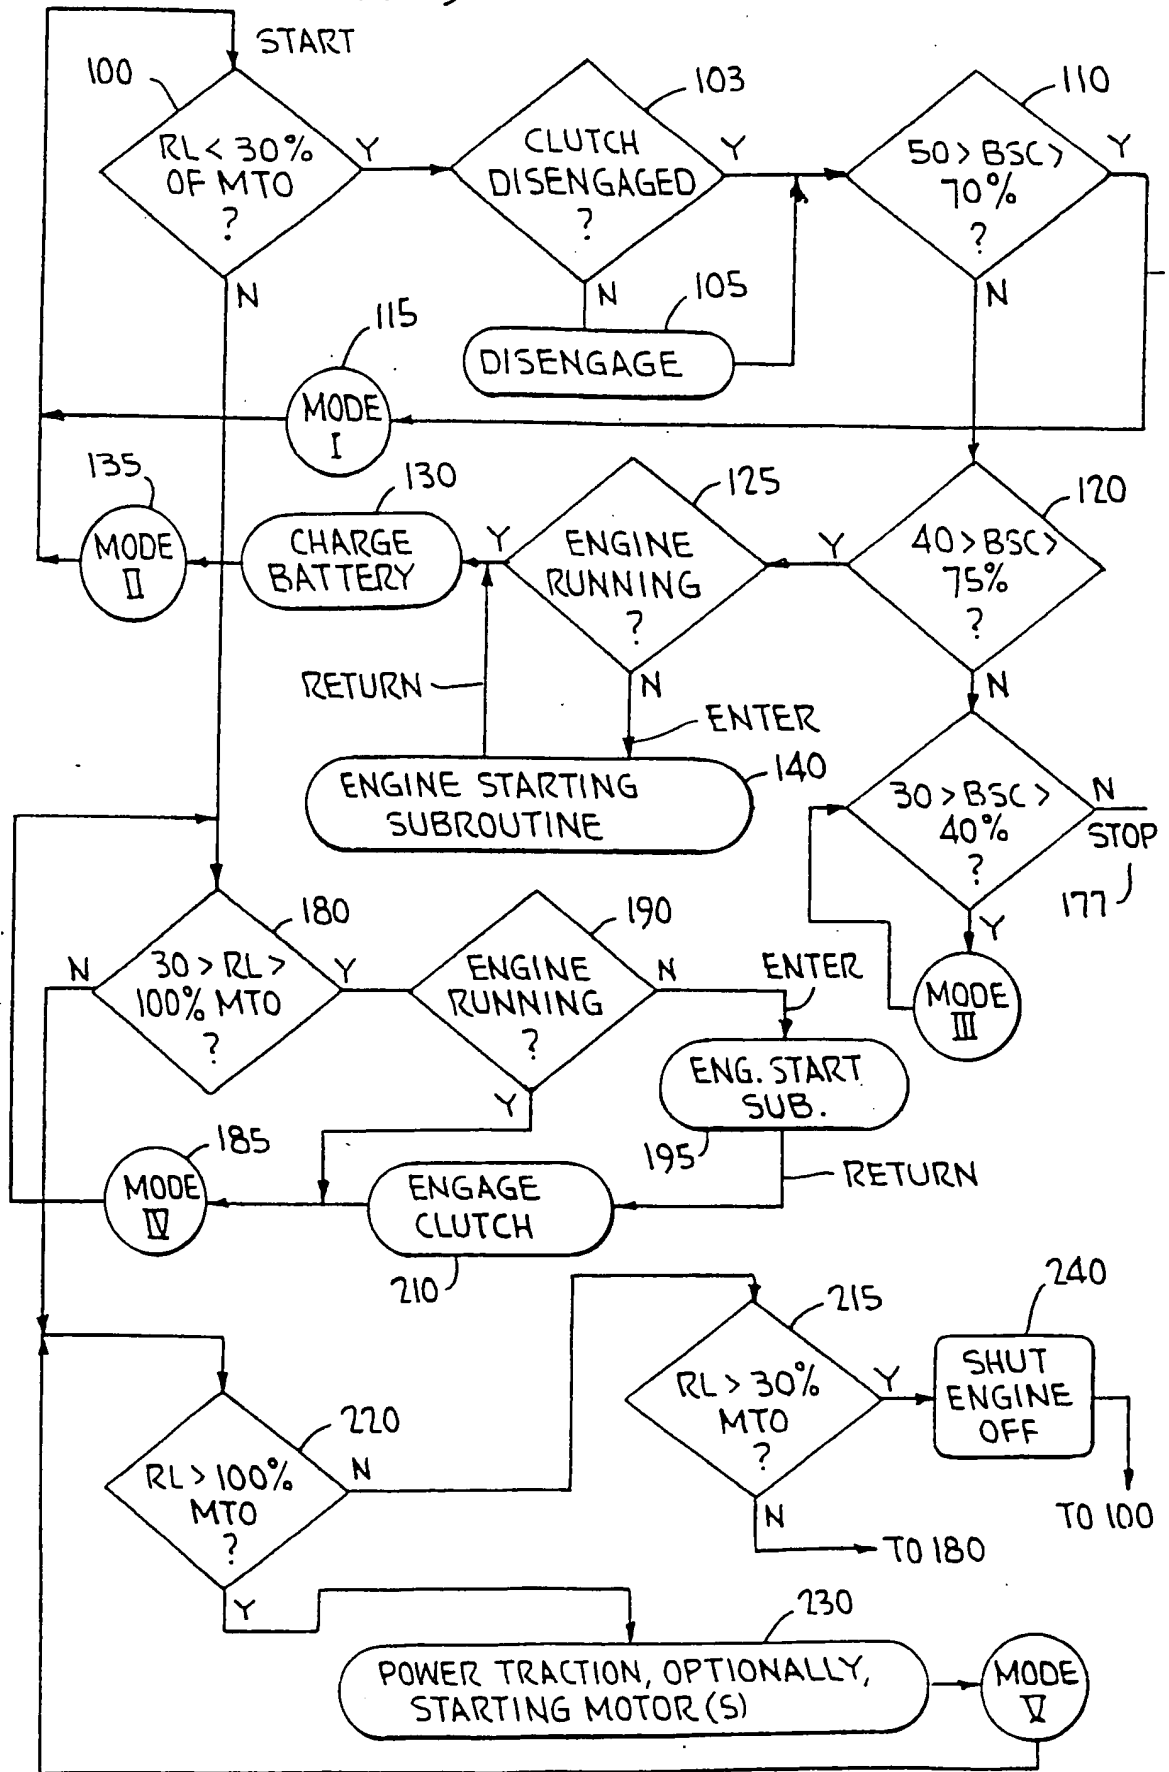 START
100
RL < 30%
OF MTO
?
Y
N
103
CLUTCH
DISENGAGED
?
Y
N
110
50 > BSC >
70%
?
Y
N
105
DISENGAGE
115
MODE
I
135
MODE
II
130
CHARGE
BATTERY
Y
125
ENGINE
RUNNING
?
N
Y
120
40 > BSC >
75%
?
N
RETURN
ENTER
ENGINE STARTING
SUBROUTINE
140
30 > BSC >
40%
?
N
STOP
177
Y
MODE
III
180
N
30 > RL >
100% MTO
?
Y
190
ENGINE
RUNNING
?
N
Y
ENTER
ENG. START
SUB.
195
RETURN
185
MODE
IV
ENGAGE
CLUTCH
210
215
RL > 30%
MTO
?
Y
N
240
SHUT
ENGINE
OFF
TO 100
TO 180
220
RL > 100%
MTO
?
N
Y
230
POWER TRACTION, OPTIONALLY,
STARTING MOTOR(S)
MODE
V